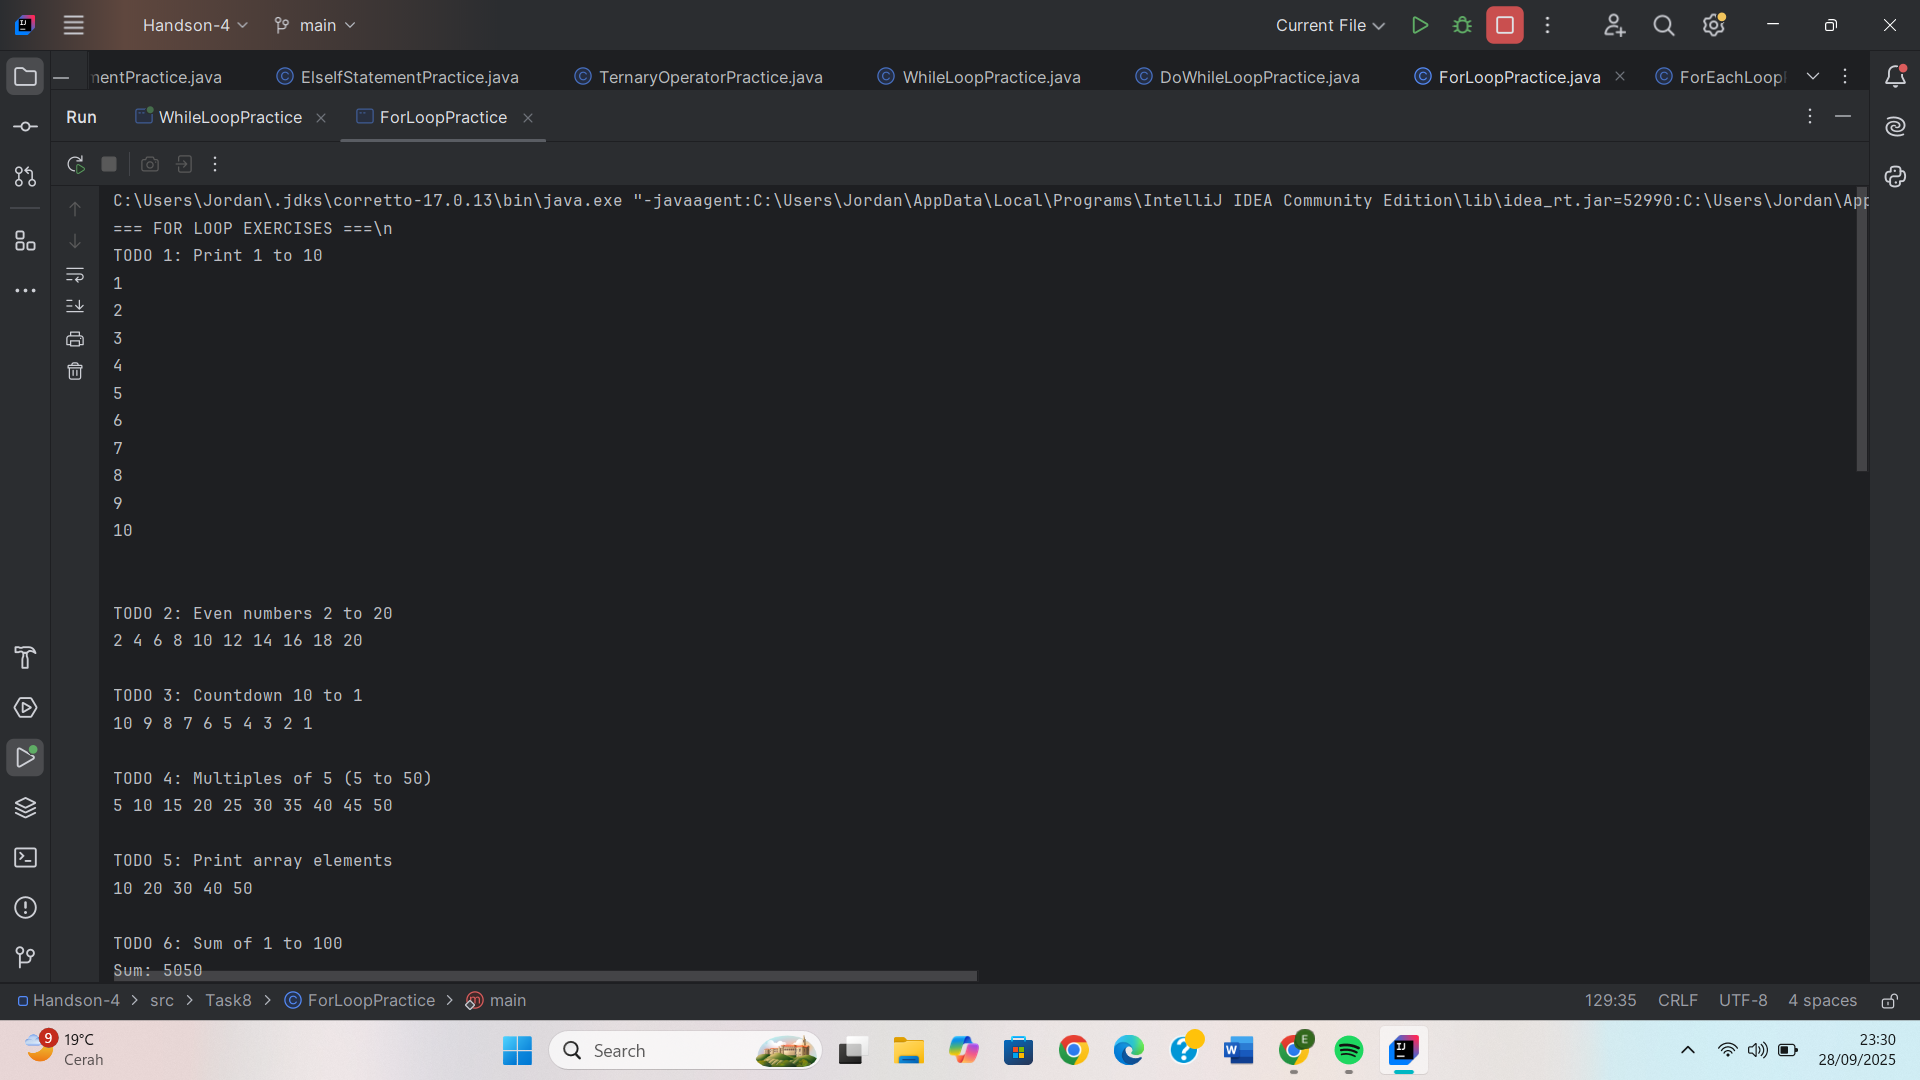 Handson-4 main Current File
mentPractice.java ElseIfStatementPractice.java TernaryOperatorPractice.java WhileLoopPractice.java DoWhileLoopPractice.java ForLoopPractice.java ForEachLoop
Run WhileLoopPractice ForLoopPractice
C:\Users\Jordan\.jdks\corretto-17.0.13\bin\java.exe "-javaagent:C:\Users\Jordan\AppData\Local\Programs\IntelliJ IDEA Community Edition\lib\idea_rt.jar=52990:C:\Users\Jordan\App
=== FOR LOOP EXERCISES ===\n
TODO 1: Print 1 to 10
1
2
3
4
5
6
7
8
9
10
TODO 2: Even numbers 2 to 20
2 4 6 8 10 12 14 16 18 20
TODO 3: Countdown 10 to 1
10 9 8 7 6 5 4 3 2 1
TODO 4: Multiples of 5 (5 to 50)
5 10 15 20 25 30 35 40 45 50
TODO 5: Print array elements
10 20 30 40 50
TODO 6: Sum of 1 to 100
Sum: 5050
Handson-4 > src > Task8 > ForLoopPractice > main 129:35 CRLF UTF-8 4 spaces
9 19°C Search E 23:30
Cerah 28/09/2025